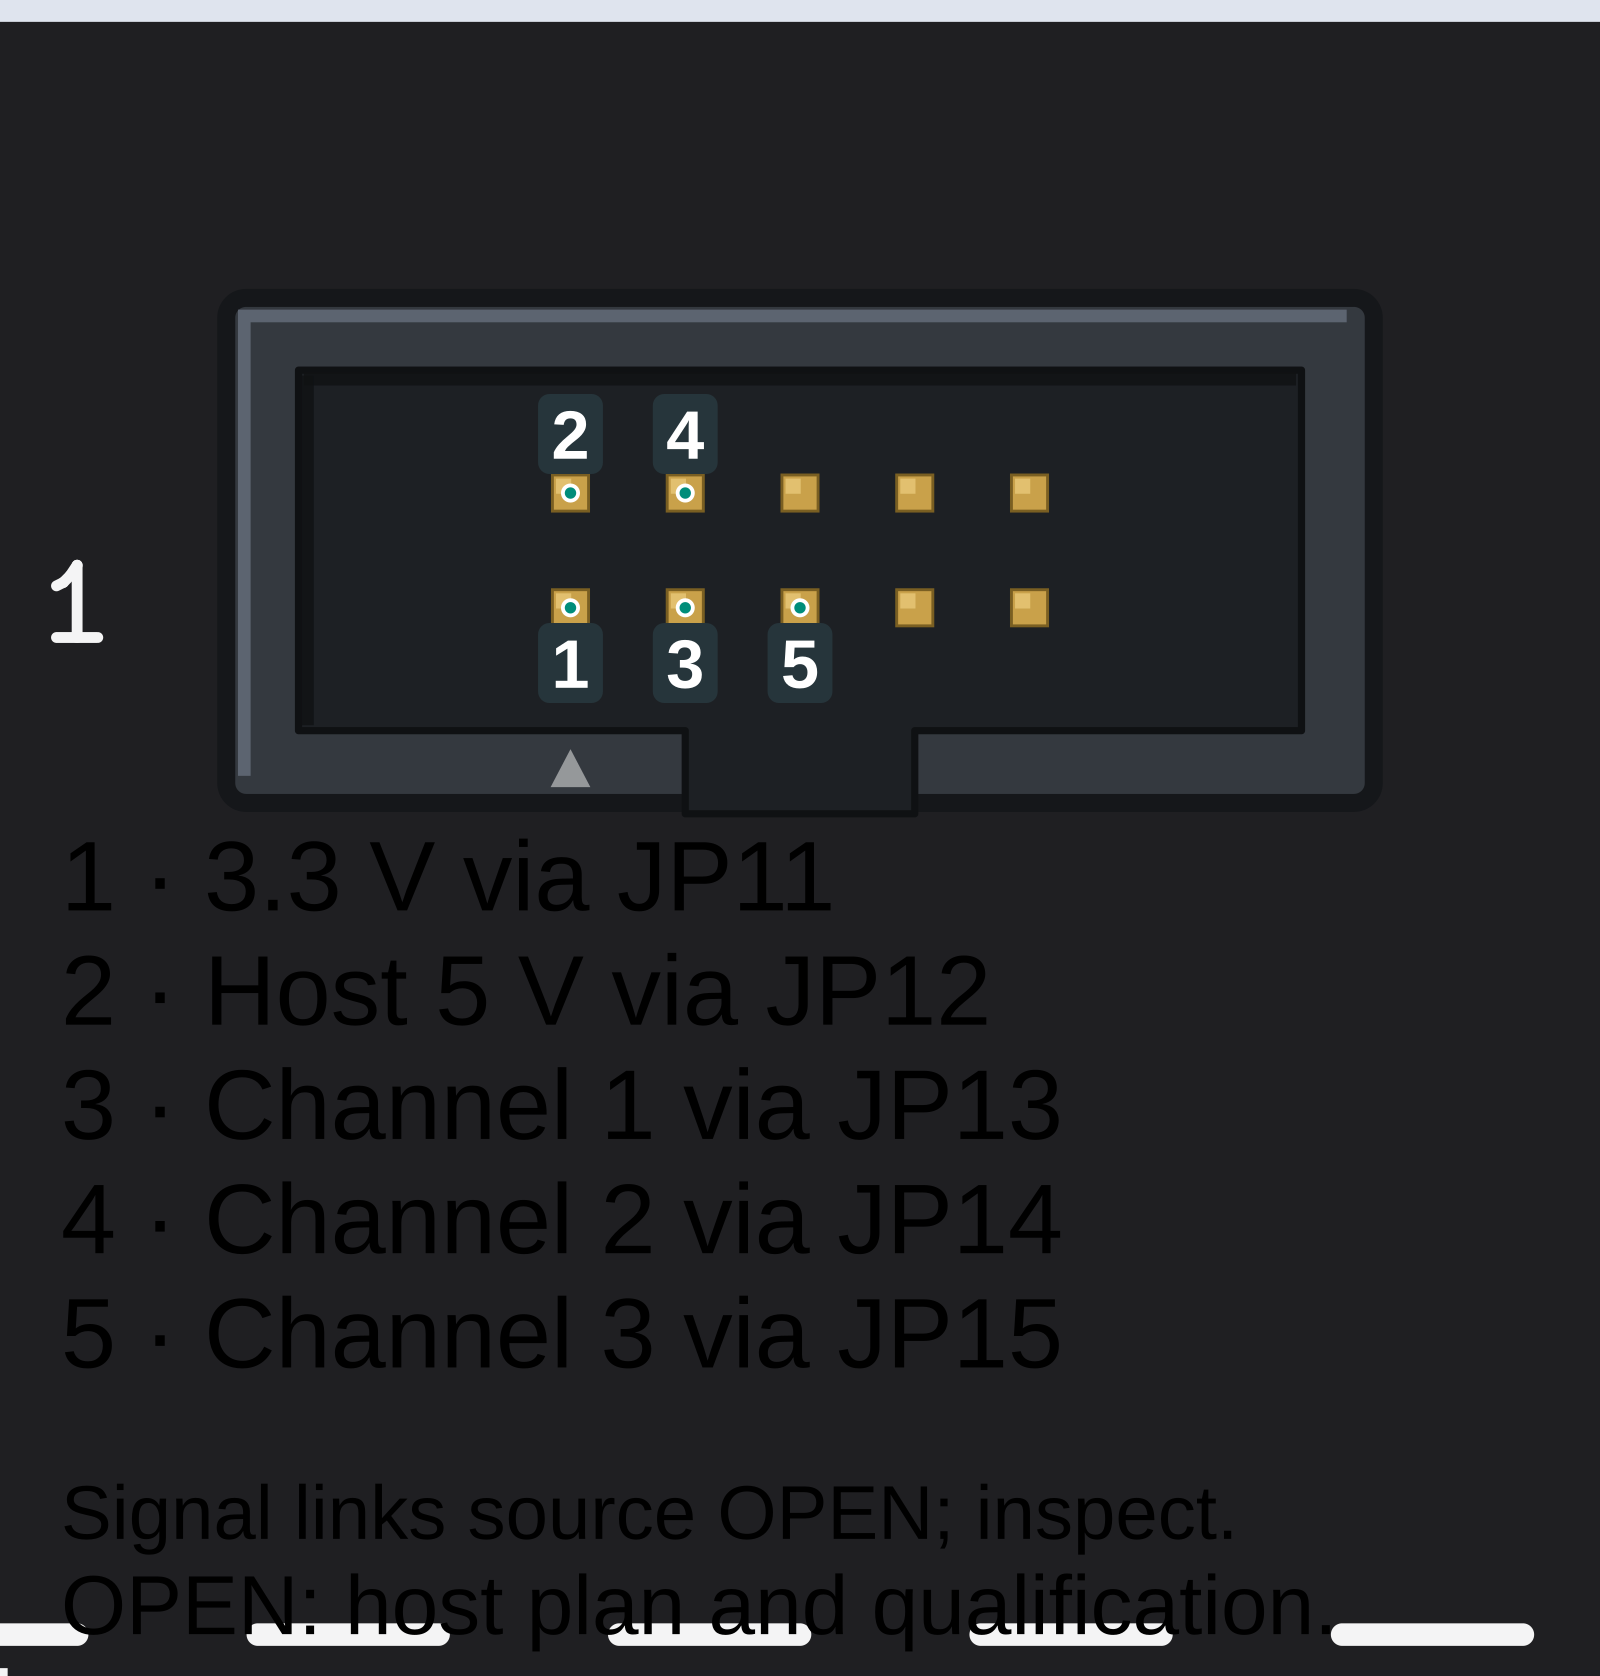 2 4
1
1 3 5
1 · 3.3 V via JP11
2 · Host 5 V via JP12
3 · Channel 1 via JP13
4 · Channel 2 via JP14
5 · Channel 3 via JP15
Signal links source OPEN; inspect.
OPEN: host plan and qualification.